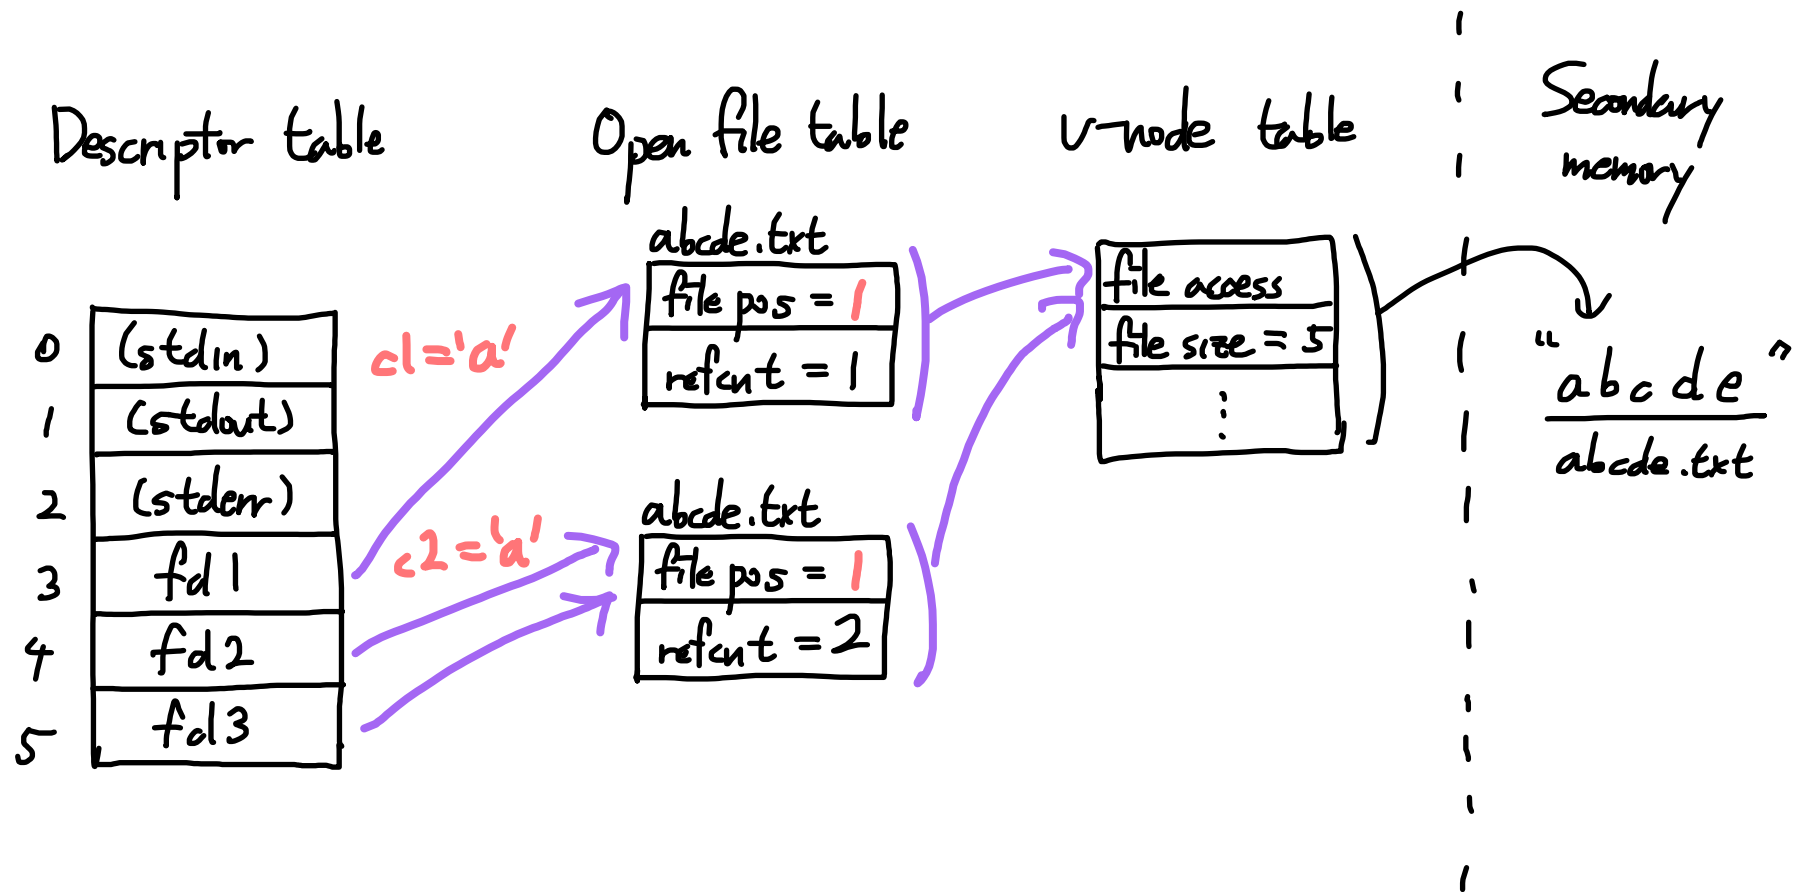 Descriptor table
Open file table
v-node table
Secondary
memory
0 (stdin)
1 (stdout)
2 (stderr)
3 fd1
4 fd2
5 fd3
c1='a'
c2='a'
abcde.txt
file pos = 1
refcnt = 1
abcde.txt
file pos = 1
refcnt = 2
file access
file size = 5
⋮
"abcde"
abcde.txt